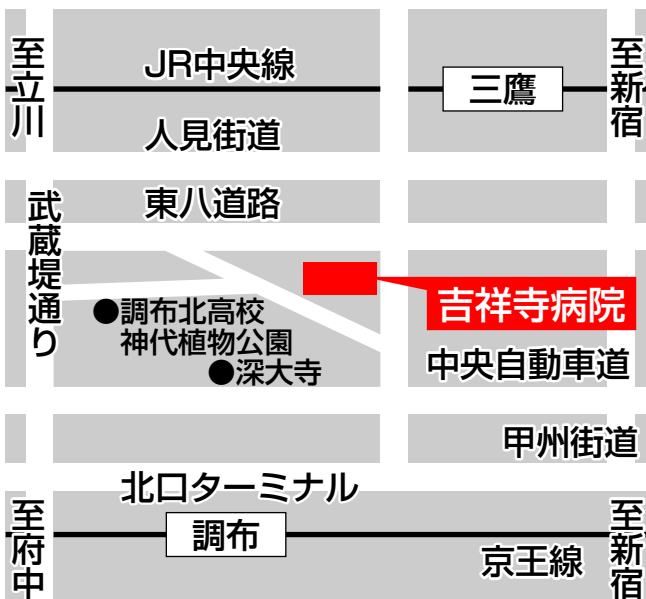 至立川
JR中央線
三鷹
至新宿
人見街道
武蔵堤通り
東八道路
吉祥寺病院
●調布北高校
神代植物公園
●深大寺
中央自動車道
甲州街道
北口ターミナル
至府中
調布
京王線
至新宿